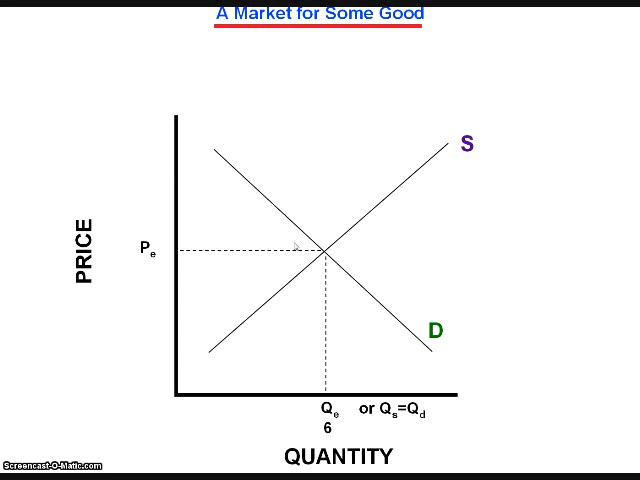 A Market for Some Good
S
PRICE
Pe
D
Qe or Qs=Qd
6
QUANTITY
Screencast-O-Matic.com